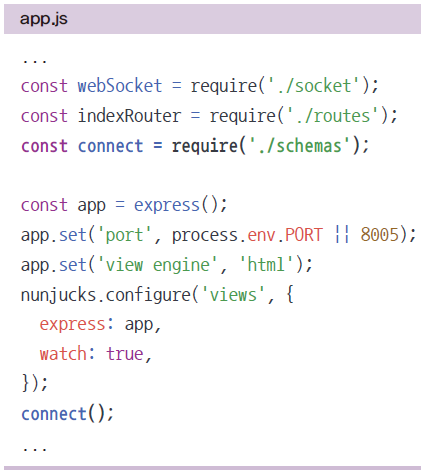 app.js
...
const webSocket = require('./socket');
const indexRouter = require('./routes');
const connect = require('./schemas');
const app = express();
app.set('port', process.env.PORT || 8005);
app.set('view engine', 'html');
nunjucks.configure('views', {
  express: app,
  watch: true,
});
connect();
...